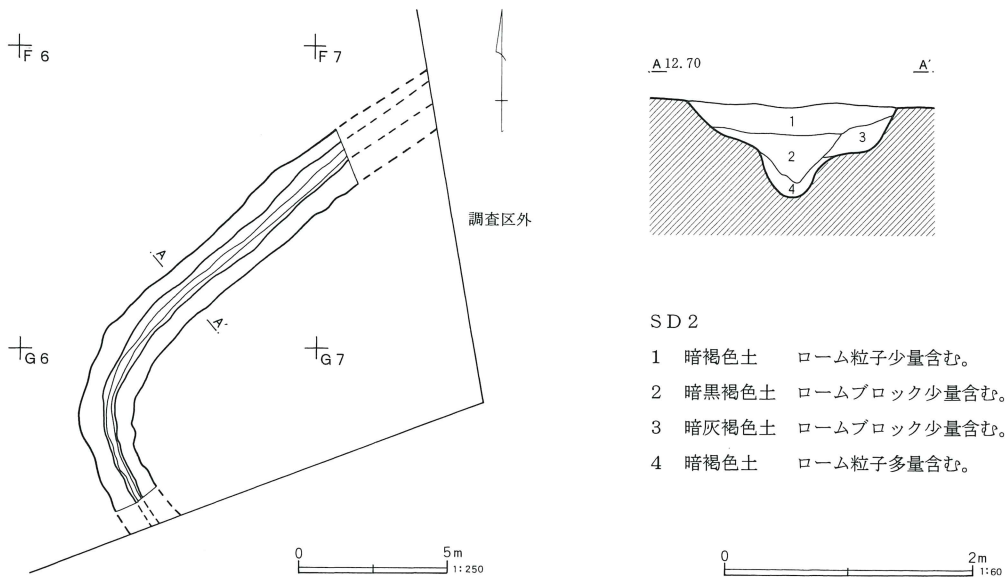 F 6
F 7
A
A'
G 6
G 7
調査区外
0 5m
1:250
A 12.70 A'
1
2
3
4
SD2
1 暗褐色土 ローム粒子少量含む。
2 暗黒褐色土 ロームブロック少量含む。
3 暗灰褐色土 ロームブロック少量含む。
4 暗褐色土 ローム粒子多量含む。
0 2m
1:60